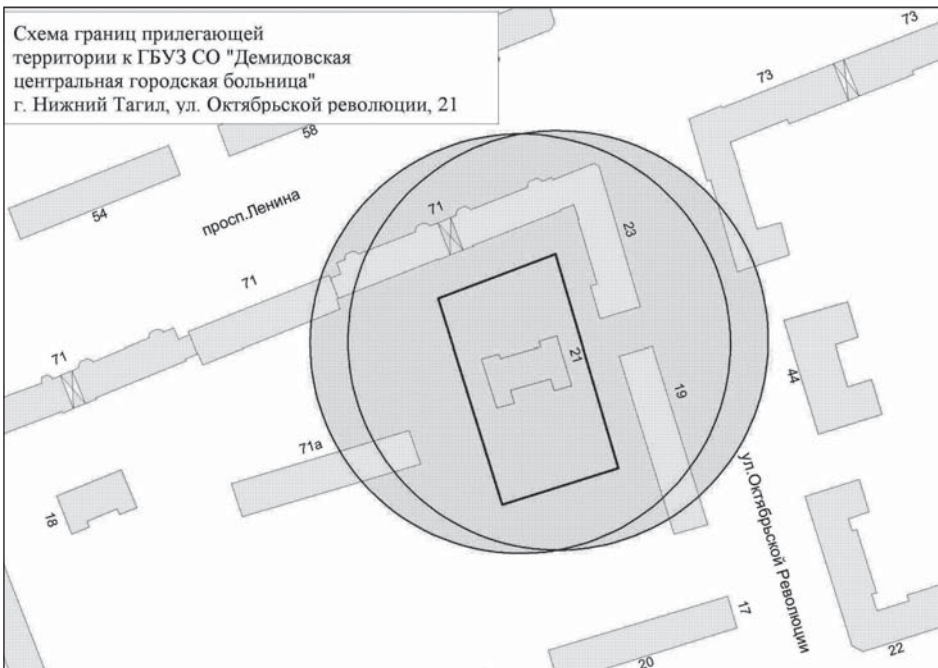 Схема границ прилегающей
территории к ГБУЗ СО "Демидовская
центральная городская больница"
г. Нижний Тагил, ул. Октябрьской революции, 21
73
73
58
54
просп.Ленина
71
23
71
71
21
19
44
71а
18
ул.Октябрьской Революции
17
20
22